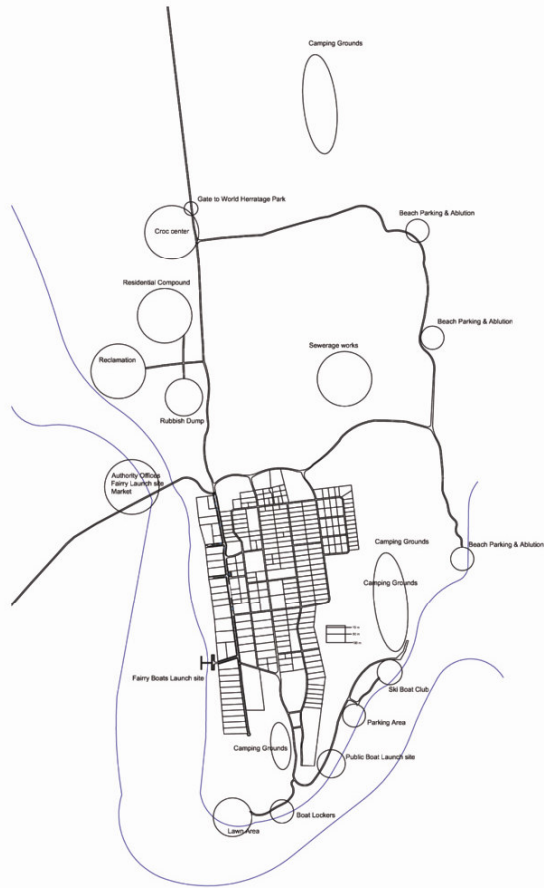 Camping Grounds
Gate to World Herratage Park
Beach Parking & Ablution
Croc center
Residential Compound
Beach Parking & Ablution
Sewerage works
Reclamation
Rubbish Dump
Authority Offices
Fairry Launch site
Market
Camping Grounds
Beach Parking & Ablution
Camping Grounds
Fairry Boats Launch site
Ski Boat Club
Parking Area
Camping Grounds
Public Boat Launch site
Boat Lockers
Lawn Area